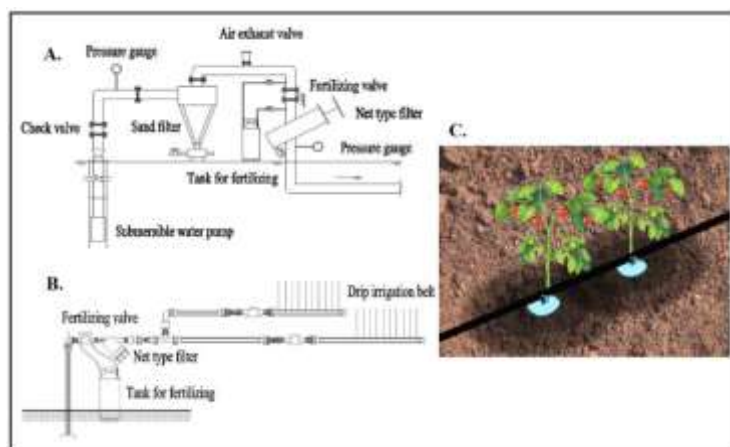 A.
Air exhaust valve
Pressure gauge
Fertilizing valve
Net type filter
Check valve
Sand filter
Pressure gauge
Tank for fertilizing
Submersible water pump
B.
Drip irrigation belt
Fertilizing valve
Net type filter
Tank for fertilizing
C.